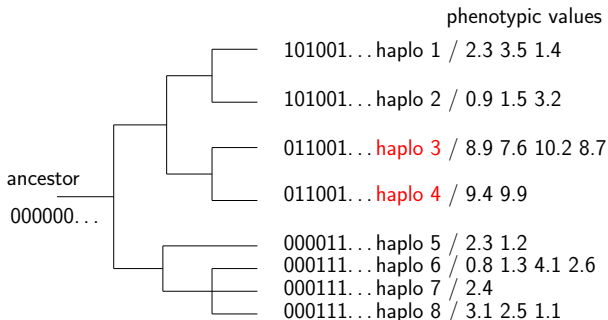 phenotypic values
101001...haplo 1 / 2.3 3.5 1.4
101001...haplo 2 / 0.9 1.5 3.2
011001...haplo 3 / 8.9 7.6 10.2 8.7
ancestor
011001...haplo 4 / 9.4 9.9
000000...
000011...haplo 5 / 2.3 1.2
000111...haplo 6 / 0.8 1.3 4.1 2.6
000111...haplo 7 / 2.4
000111...haplo 8 / 3.1 2.5 1.1